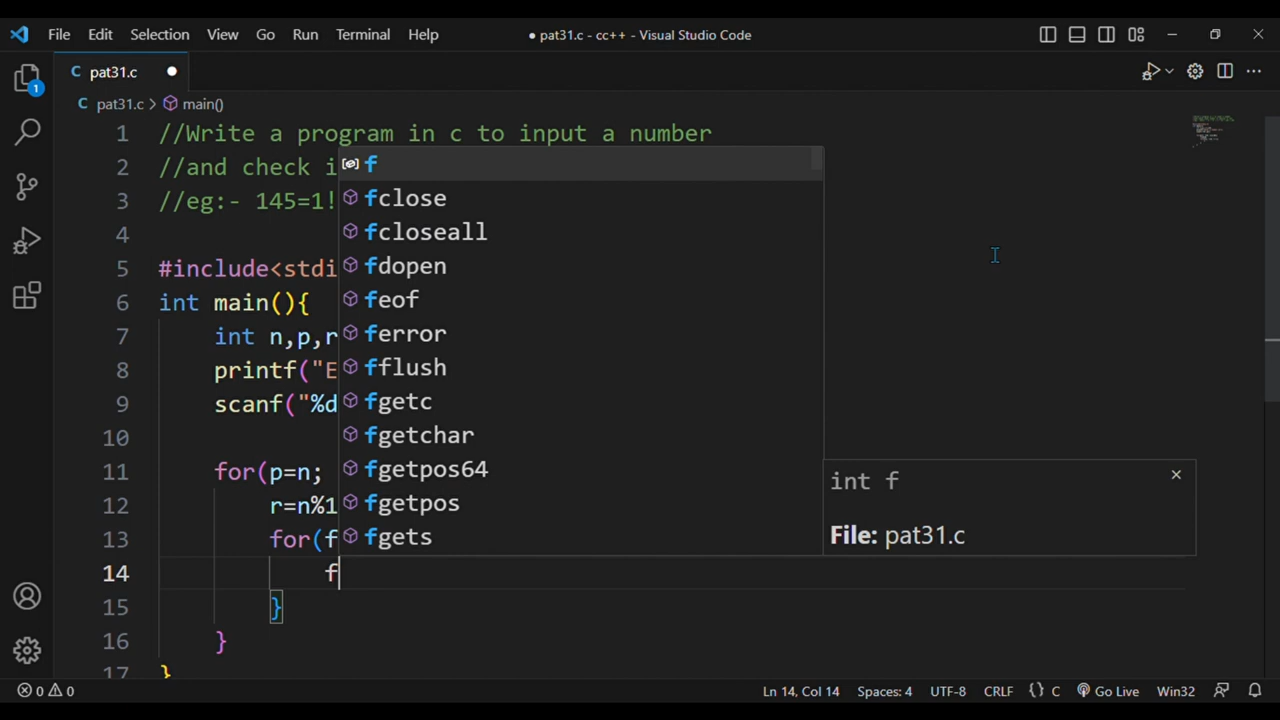 File Edit Selection View Go Run Terminal Help ● pat31.c - cc++ - Visual Studio Code
C pat31.c ●
C pat31.c > main()
1 //Write a program in c to input a number
2 //and check i
3 //eg:- 145=1!
4
5 #include<stdi
6 int main(){
7 int n,p,r
8 printf("E
9 scanf("%d
10
11 for(p=n;
12 r=n%1
13 for(f
14 f
15 }
16 }
17 }
f
fclose
fcloseall
fdopen
feof
ferror
fflush
fgetc
fgetchar
fgetpos64
fgetpos
fgets
int f
File: pat31.c
1
0 0 Ln 14, Col 14 Spaces: 4 UTF-8 CRLF {} C Go Live Win32